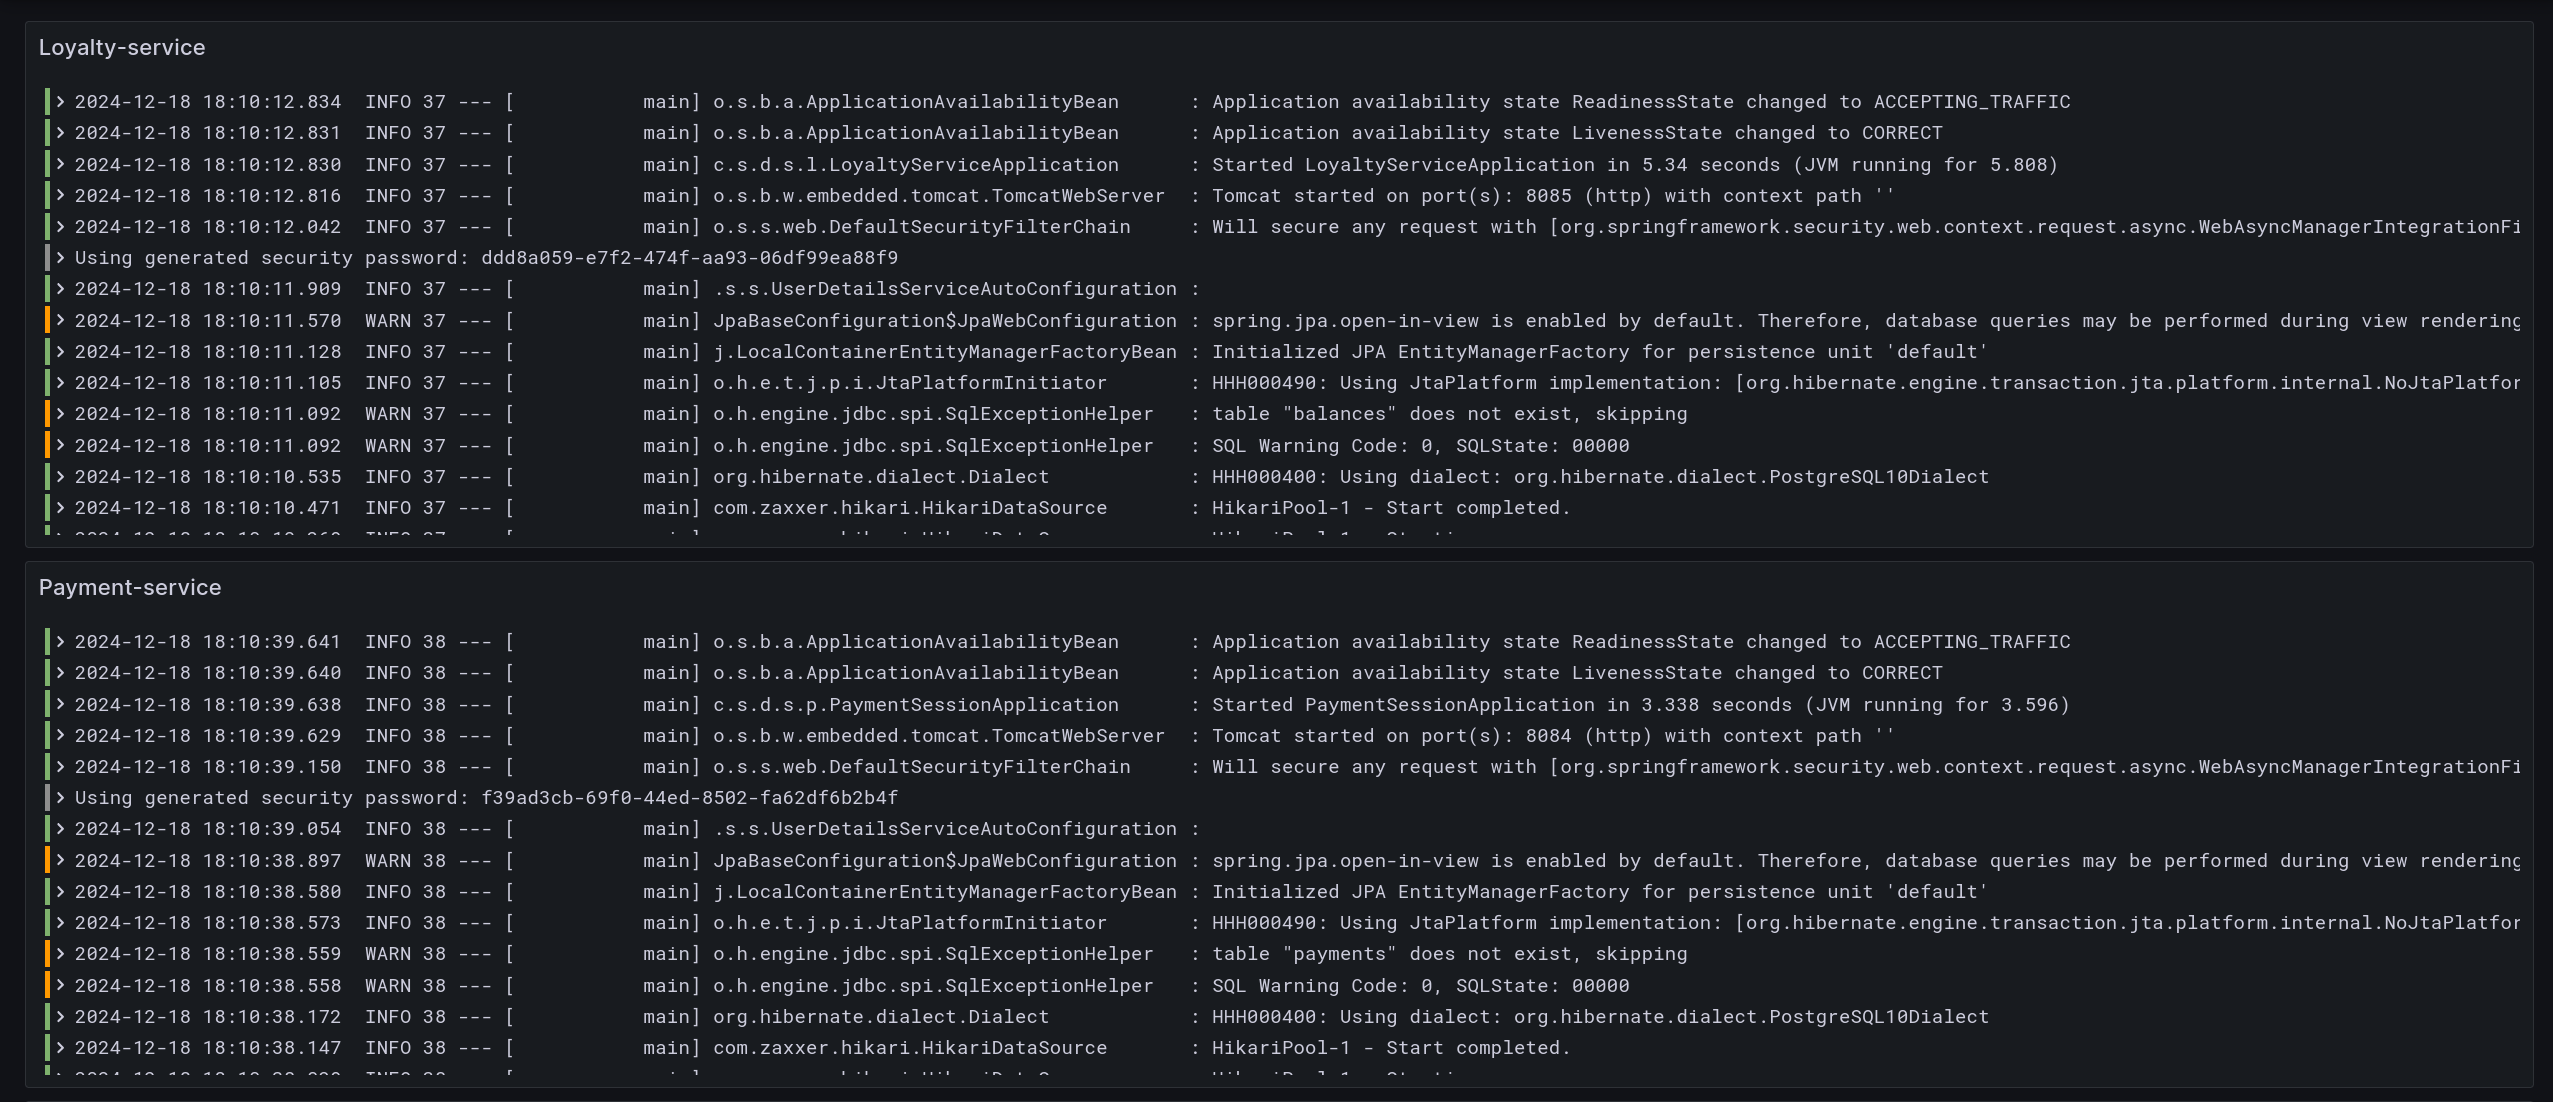 Loyalty-service
2024-12-18 18:10:12.834  INFO 37 --- [           main] o.s.b.a.ApplicationAvailabilityBean      : Application availability state ReadinessState changed to ACCEPTING_TRAFFIC
2024-12-18 18:10:12.831  INFO 37 --- [           main] o.s.b.a.ApplicationAvailabilityBean      : Application availability state LivenessState changed to CORRECT
2024-12-18 18:10:12.830  INFO 37 --- [           main] c.s.d.s.l.LoyaltyServiceApplication      : Started LoyaltyServiceApplication in 5.34 seconds (JVM running for 5.808)
2024-12-18 18:10:12.816  INFO 37 --- [           main] o.s.b.w.embedded.tomcat.TomcatWebServer  : Tomcat started on port(s): 8085 (http) with context path ''
2024-12-18 18:10:12.042  INFO 37 --- [           main] o.s.s.web.DefaultSecurityFilterChain     : Will secure any request with [org.springframework.security.web.context.request.async.WebAsyncManagerIntegrationFi
Using generated security password: ddd8a059-e7f2-474f-aa93-06df99ea88f9
2024-12-18 18:10:11.909  INFO 37 --- [           main] .s.s.UserDetailsServiceAutoConfiguration :
2024-12-18 18:10:11.570  WARN 37 --- [           main] JpaBaseConfiguration$JpaWebConfiguration : spring.jpa.open-in-view is enabled by default. Therefore, database queries may be performed during view rendering
2024-12-18 18:10:11.128  INFO 37 --- [           main] j.LocalContainerEntityManagerFactoryBean : Initialized JPA EntityManagerFactory for persistence unit 'default'
2024-12-18 18:10:11.105  INFO 37 --- [           main] o.h.e.t.j.p.i.JtaPlatformInitiator       : HHH000490: Using JtaPlatform implementation: [org.hibernate.engine.transaction.jta.platform.internal.NoJtaPlatfor
2024-12-18 18:10:11.092  WARN 37 --- [           main] o.h.engine.jdbc.spi.SqlExceptionHelper   : table "balances" does not exist, skipping
2024-12-18 18:10:11.092  WARN 37 --- [           main] o.h.engine.jdbc.spi.SqlExceptionHelper   : SQL Warning Code: 0, SQLState: 00000
2024-12-18 18:10:10.535  INFO 37 --- [           main] org.hibernate.dialect.Dialect            : HHH000400: Using dialect: org.hibernate.dialect.PostgreSQL10Dialect
2024-12-18 18:10:10.471  INFO 37 --- [           main] com.zaxxer.hikari.HikariDataSource       : HikariPool-1 - Start completed.
Payment-service
2024-12-18 18:10:39.641  INFO 38 --- [           main] o.s.b.a.ApplicationAvailabilityBean      : Application availability state ReadinessState changed to ACCEPTING_TRAFFIC
2024-12-18 18:10:39.640  INFO 38 --- [           main] o.s.b.a.ApplicationAvailabilityBean      : Application availability state LivenessState changed to CORRECT
2024-12-18 18:10:39.638  INFO 38 --- [           main] c.s.d.s.p.PaymentSessionApplication      : Started PaymentSessionApplication in 3.338 seconds (JVM running for 3.596)
2024-12-18 18:10:39.629  INFO 38 --- [           main] o.s.b.w.embedded.tomcat.TomcatWebServer  : Tomcat started on port(s): 8084 (http) with context path ''
2024-12-18 18:10:39.150  INFO 38 --- [           main] o.s.s.web.DefaultSecurityFilterChain     : Will secure any request with [org.springframework.security.web.context.request.async.WebAsyncManagerIntegrationFi
Using generated security password: f39ad3cb-69f0-44ed-8502-fa62df6b2b4f
2024-12-18 18:10:39.054  INFO 38 --- [           main] .s.s.UserDetailsServiceAutoConfiguration :
2024-12-18 18:10:38.897  WARN 38 --- [           main] JpaBaseConfiguration$JpaWebConfiguration : spring.jpa.open-in-view is enabled by default. Therefore, database queries may be performed during view rendering
2024-12-18 18:10:38.580  INFO 38 --- [           main] j.LocalContainerEntityManagerFactoryBean : Initialized JPA EntityManagerFactory for persistence unit 'default'
2024-12-18 18:10:38.573  INFO 38 --- [           main] o.h.e.t.j.p.i.JtaPlatformInitiator       : HHH000490: Using JtaPlatform implementation: [org.hibernate.engine.transaction.jta.platform.internal.NoJtaPlatfor
2024-12-18 18:10:38.559  WARN 38 --- [           main] o.h.engine.jdbc.spi.SqlExceptionHelper   : table "payments" does not exist, skipping
2024-12-18 18:10:38.558  WARN 38 --- [           main] o.h.engine.jdbc.spi.SqlExceptionHelper   : SQL Warning Code: 0, SQLState: 00000
2024-12-18 18:10:38.172  INFO 38 --- [           main] org.hibernate.dialect.Dialect            : HHH000400: Using dialect: org.hibernate.dialect.PostgreSQL10Dialect
2024-12-18 18:10:38.147  INFO 38 --- [           main] com.zaxxer.hikari.HikariDataSource       : HikariPool-1 - Start completed.